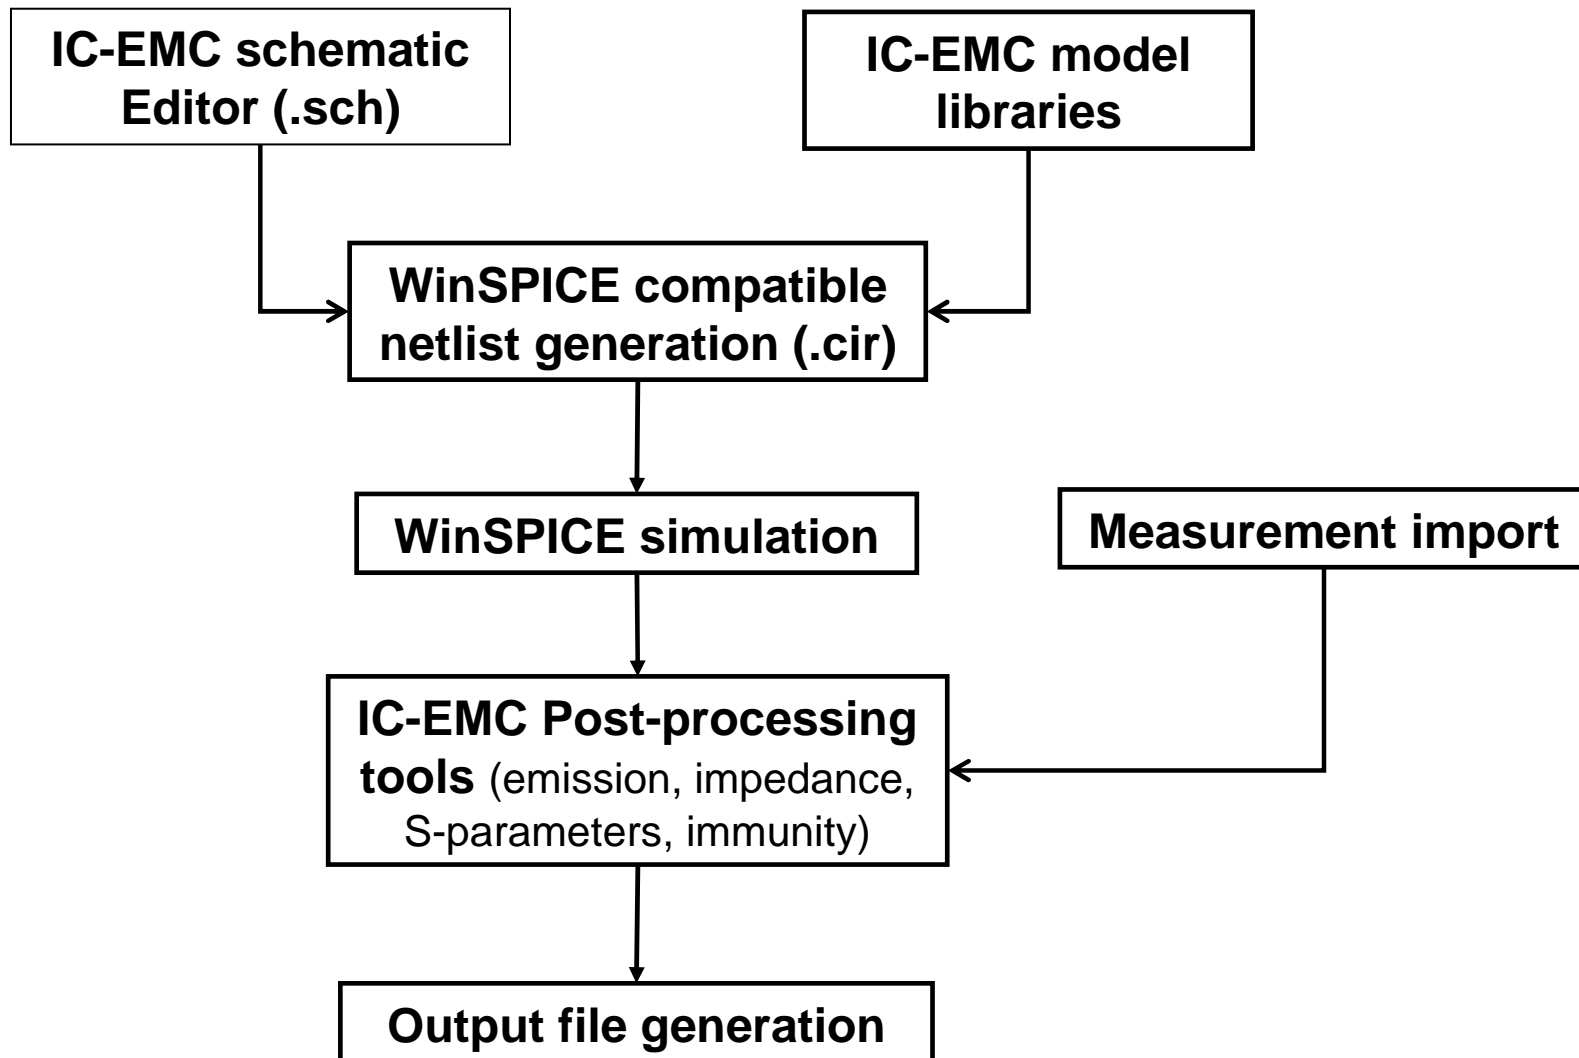 IC-EMC schematic
Editor (.sch)
IC-EMC model
libraries
WinSPICE compatible
netlist generation (.cir)
WinSPICE simulation
Measurement import
IC-EMC Post-processing
tools (emission, impedance,
S-parameters, immunity)
Output file generation